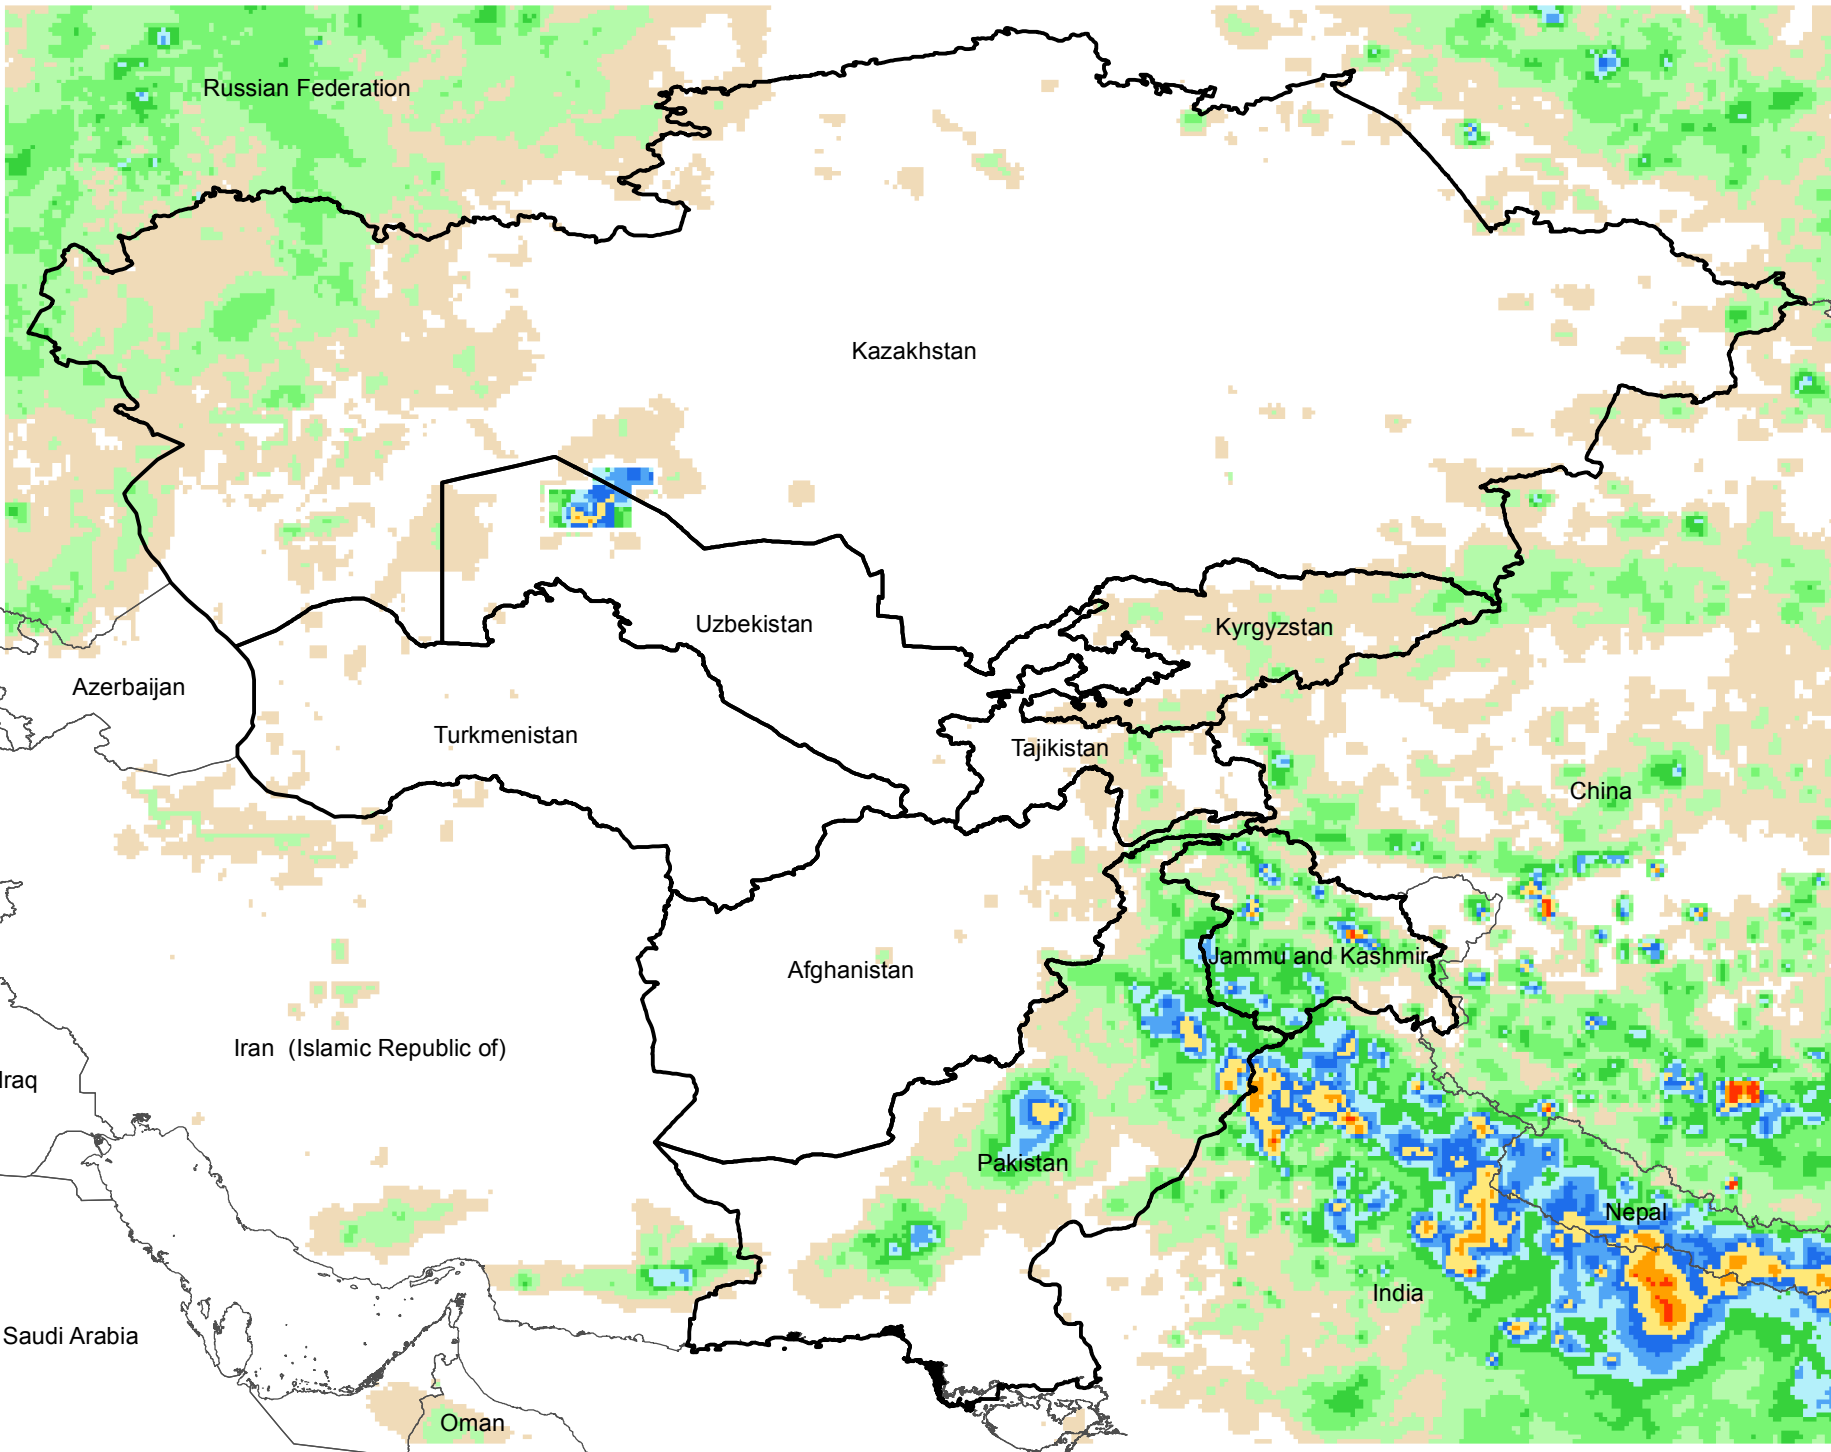 Russian Federation
Kazakhstan
Uzbekistan
Kyrgyzstan
Azerbaijan
Turkmenistan
Tajikistan
China
Jammu and Kashmir
Afghanistan
Iran  (Islamic Republic of)
Iraq
Pakistan
Nepal
India
Saudi Arabia
Oman